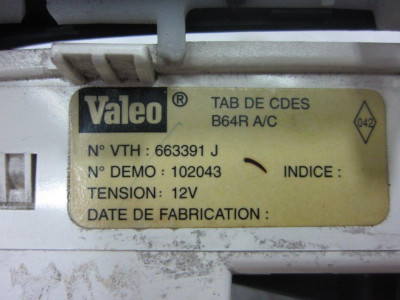 Valeo ® TAB DE CDES
B64R A/C
042
N° VTH : 663391 J
N° DEMO : 102043 INDICE :
TENSION: 12V
DATE DE FABRICATION :